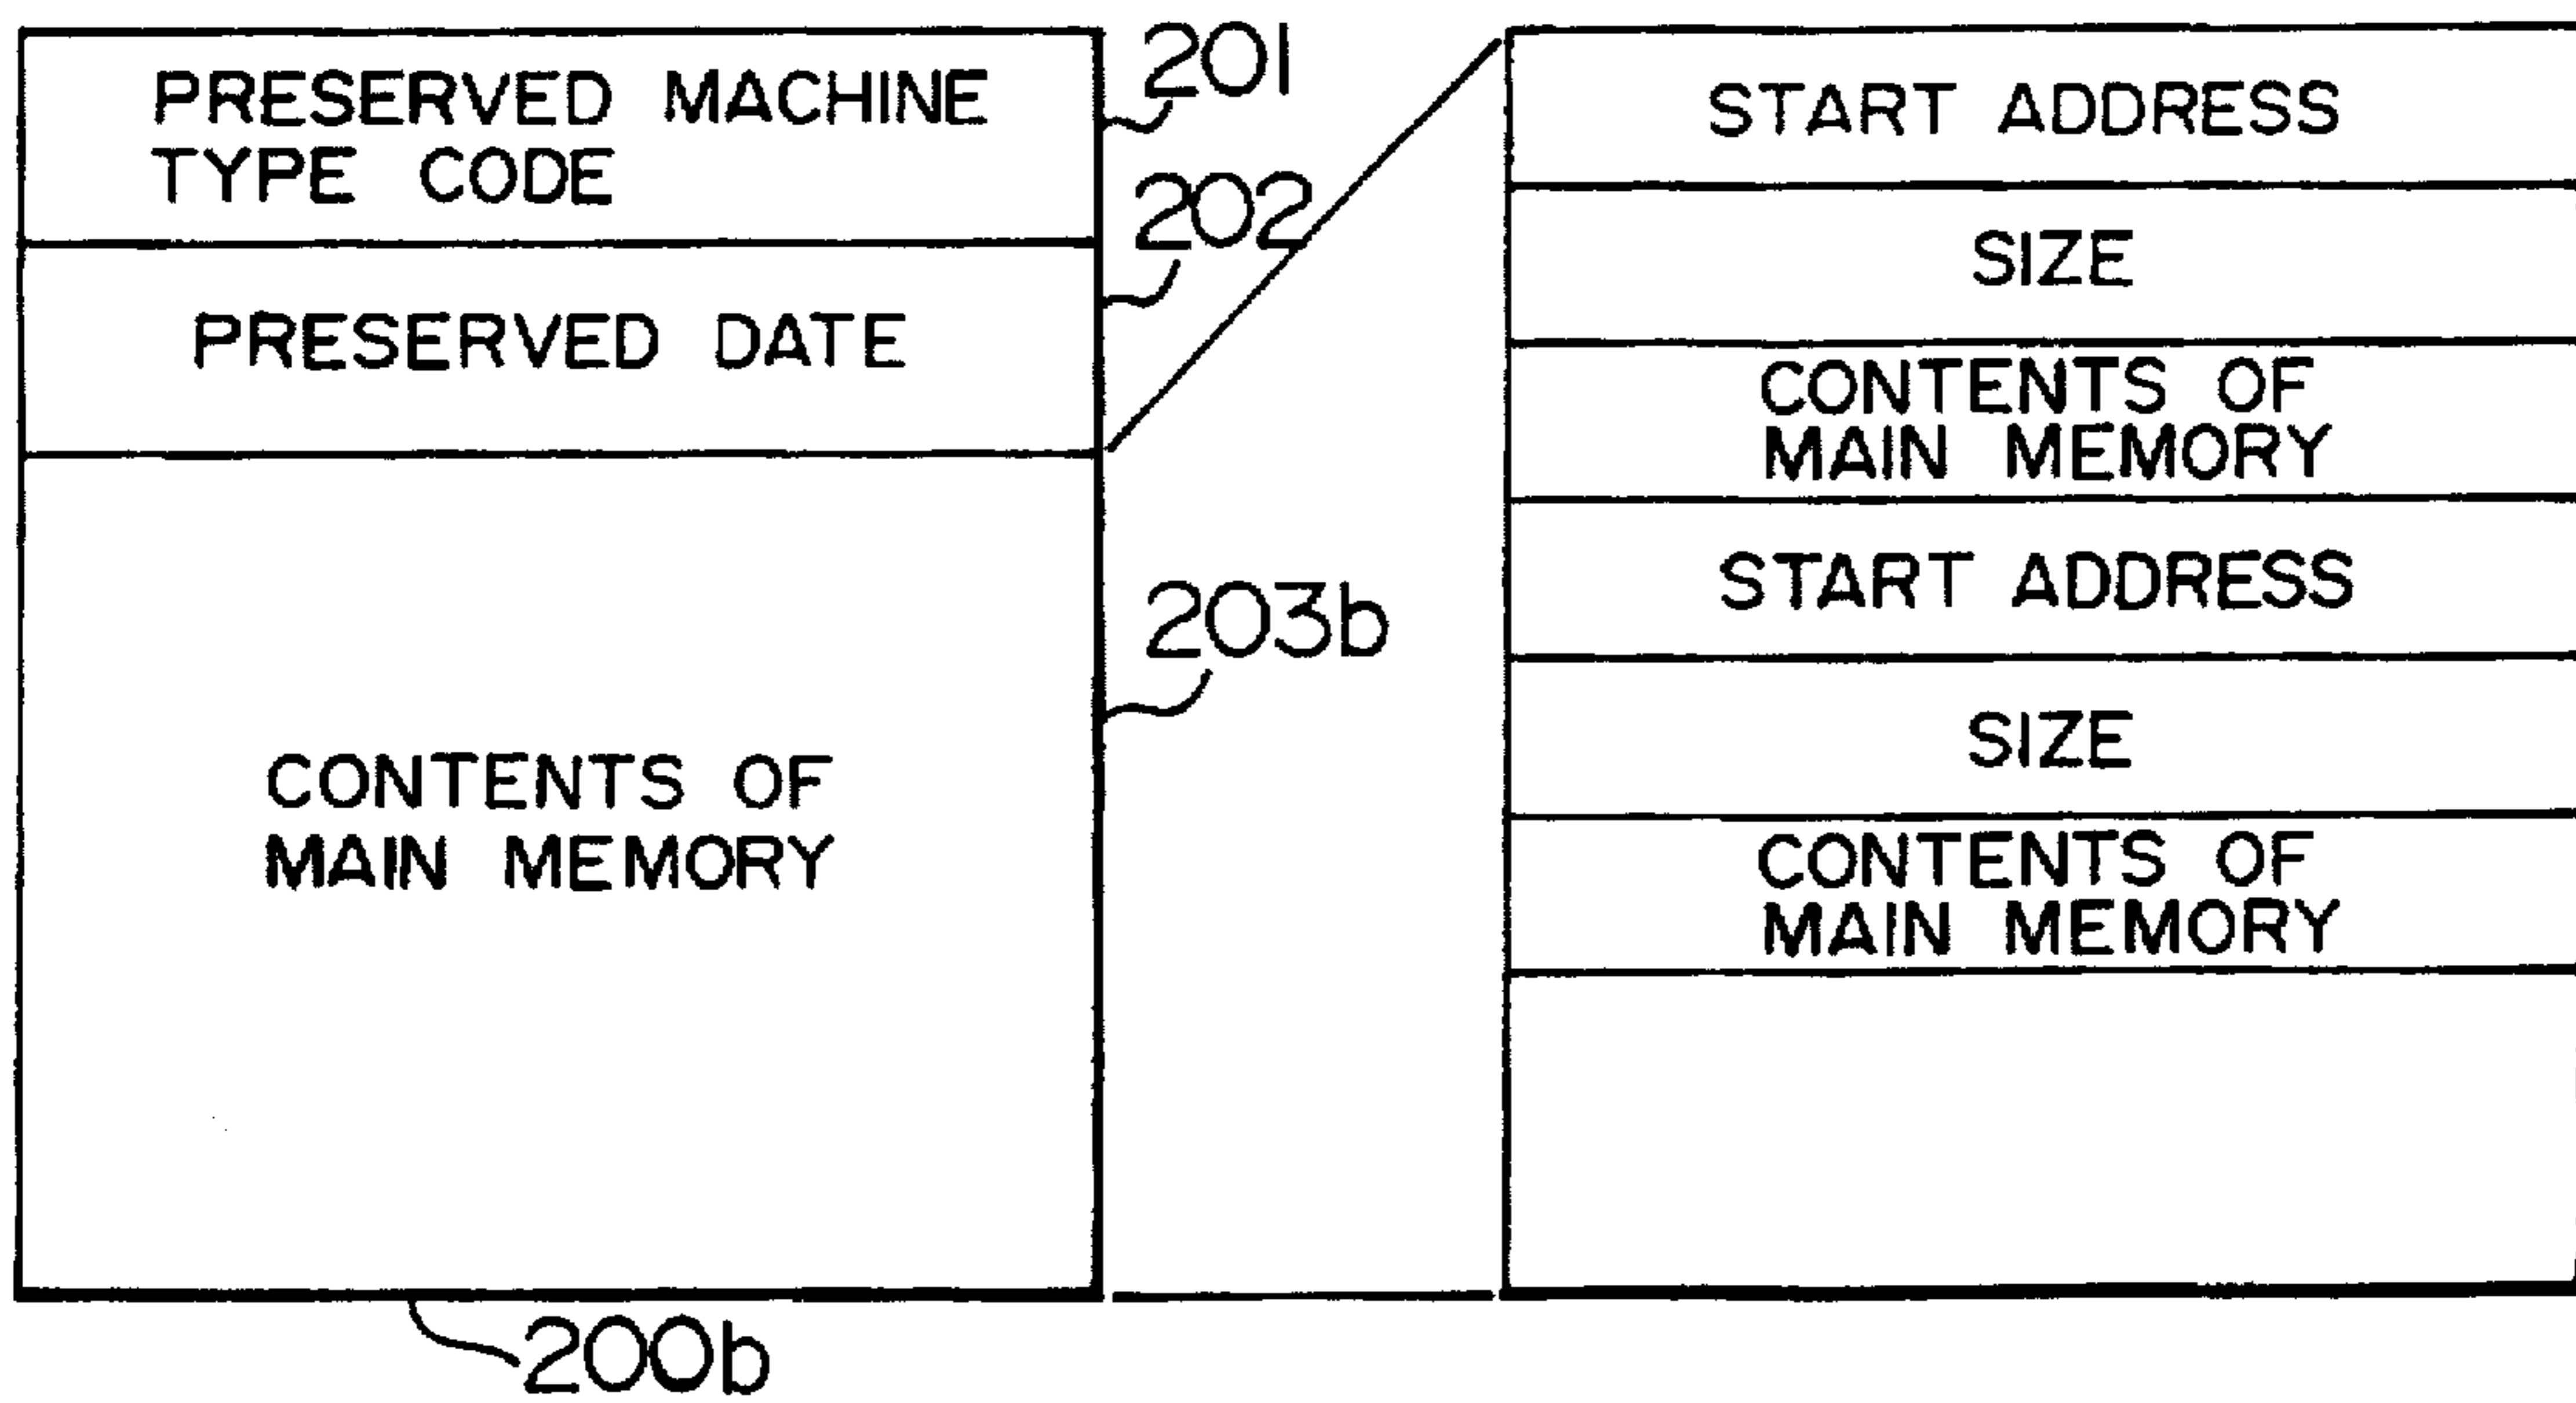 PRESERVED MACHINE
TYPE CODE
201
PRESERVED DATE
202
CONTENTS OF
MAIN MEMORY
203b
200b
START ADDRESS
SIZE
CONTENTS OF
MAIN MEMORY
START ADDRESS
SIZE
CONTENTS OF
MAIN MEMORY